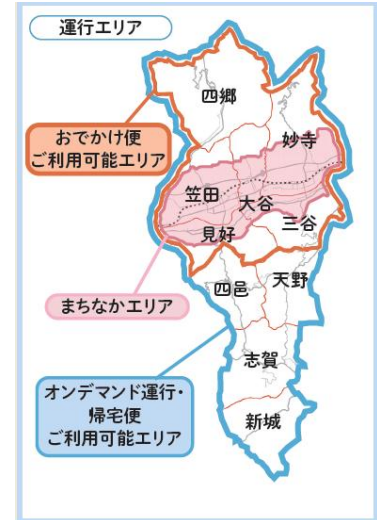 運行エリア
四郷
おでかけ便
ご利用可能エリア
妙寺
笠田
大谷
三谷
見好
まちなかエリア
四邑
天野
志賀
オンデマンド運行・
帰宅便
ご利用可能エリア
新城